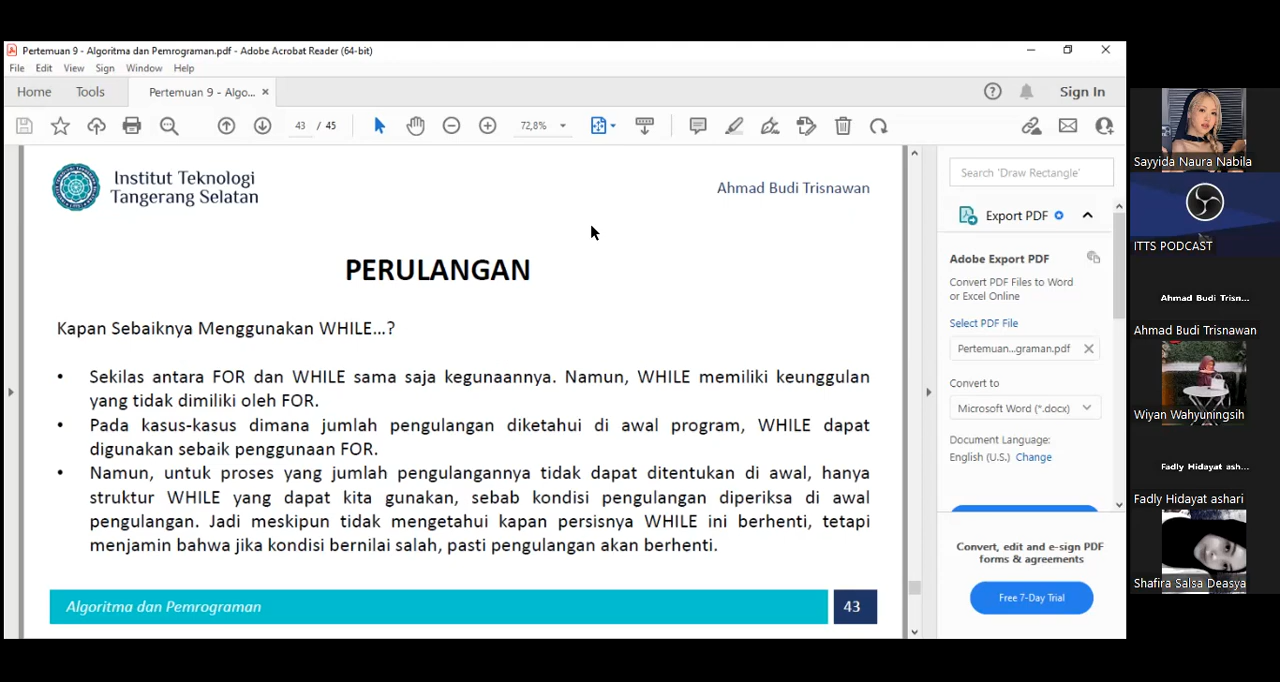 Pertemuan 9 - Algoritma dan Pemrograman.pdf - Adobe Acrobat Reader (64-bit)
File Edit View Sign Window Help
Home Tools Pertemuan 9 - Algo... × Sign In
43 / 45 72,8%
Institut Teknologi
Tangerang Selatan
Ahmad Budi Trisnawan
PERULANGAN
Kapan Sebaiknya Menggunakan WHILE...?
• Sekilas antara FOR dan WHILE sama saja kegunaannya. Namun, WHILE memiliki keunggulan
yang tidak dimiliki oleh FOR.
• Pada kasus-kasus dimana jumlah pengulangan diketahui di awal program, WHILE dapat
digunakan sebaik penggunaan FOR.
• Namun, untuk proses yang jumlah pengulangannya tidak dapat ditentukan di awal, hanya
struktur WHILE yang dapat kita gunakan, sebab kondisi pengulangan diperiksa di awal
pengulangan. Jadi meskipun tidak mengetahui kapan persisnya WHILE ini berhenti, tetapi
menjamin bahwa jika kondisi bernilai salah, pasti pengulangan akan berhenti.
Algoritma dan Pemrograman 43
Search 'Draw Rectangle'
Export PDF
Adobe Export PDF
Convert PDF Files to Word
or Excel Online
Select PDF File
Pertemuan...graman.pdf
Convert to
Microsoft Word (*.docx)
Document Language:
English (U.S.) Change
Convert, edit and e-sign PDF
forms & agreements
Free 7-Day Trial
Sayyida Naura Nabila
ITTS PODCAST
Ahmad Budi Trisn...
Ahmad Budi Trisnawan
Wiyan Wahyuningsih
Fadly Hidayat ash...
Fadly Hidayat ashari
Shafira Salsa Deasya